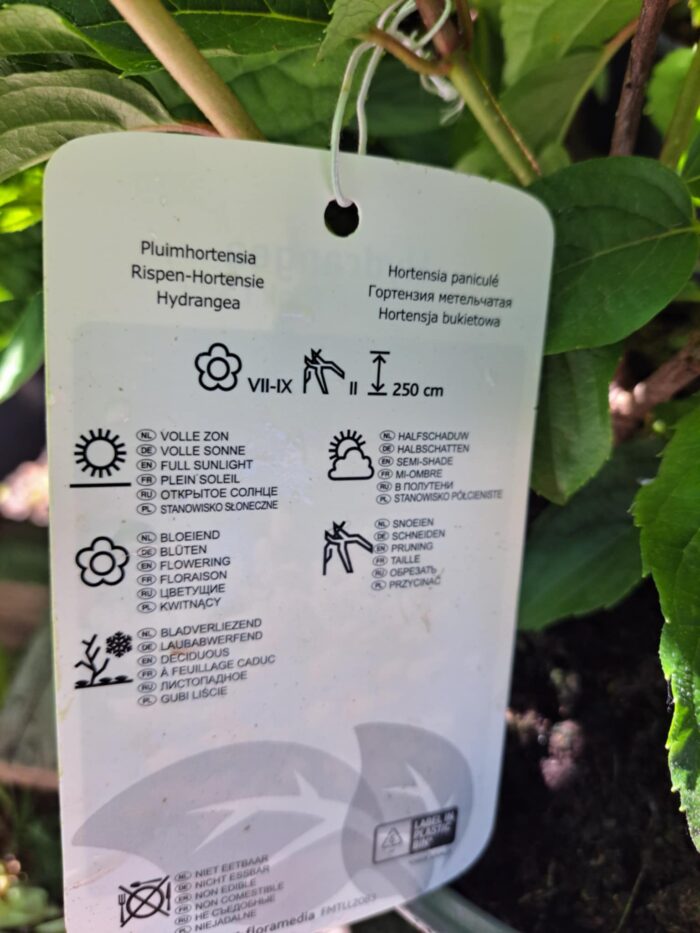 Pluimhortensia
Rispen-Hortensie
Hydrangea
Hortensia paniculé
Гортензия метельчатая
Hortensja bukietowa
VII-IX
II
250 cm
NL VOLLE ZON
DE VOLLE SONNE
EN FULL SUNLIGHT
FR PLEIN SOLEIL
RU ОТКРЫТОЕ СОЛНЦЕ
PL STANOWISKO SŁONECZNE
NL HALFSCHADUW
DE HALBSCHATTEN
EN SEMI-SHADE
FR MI-OMBRE
RU В ПОЛУТЕНИ
PL STANOWISKO PÓŁCIENISTE
NL BLOEIEND
DE BLÜTEN
EN FLOWERING
FR FLORAISON
RU ЦВЕТУЩИЕ
PL KWITNĄCY
NL SNOEIEN
DE SCHNEIDEN
EN PRUNING
FR TAILLE
RU ОБРЕЗАТЬ
PL PRZYCINAĆ
NL BLADVERLIEZEND
DE LAUBABWERFEND
EN DECIDUOUS
FR À FEUILLAGE CADUC
RU ЛИСТОПАДНОЕ
PL GUBI LIŚCIE
LABEL IN
PLASTIC
BIN
NL NIET EETBAAR
DE NICHT ESSBAR
EN NON EDIBLE
FR NON COMESTIBLE
RU НЕ СЪЕДОБНЫЕ
PL NIEJADALNE
floramedia FMTLL2083